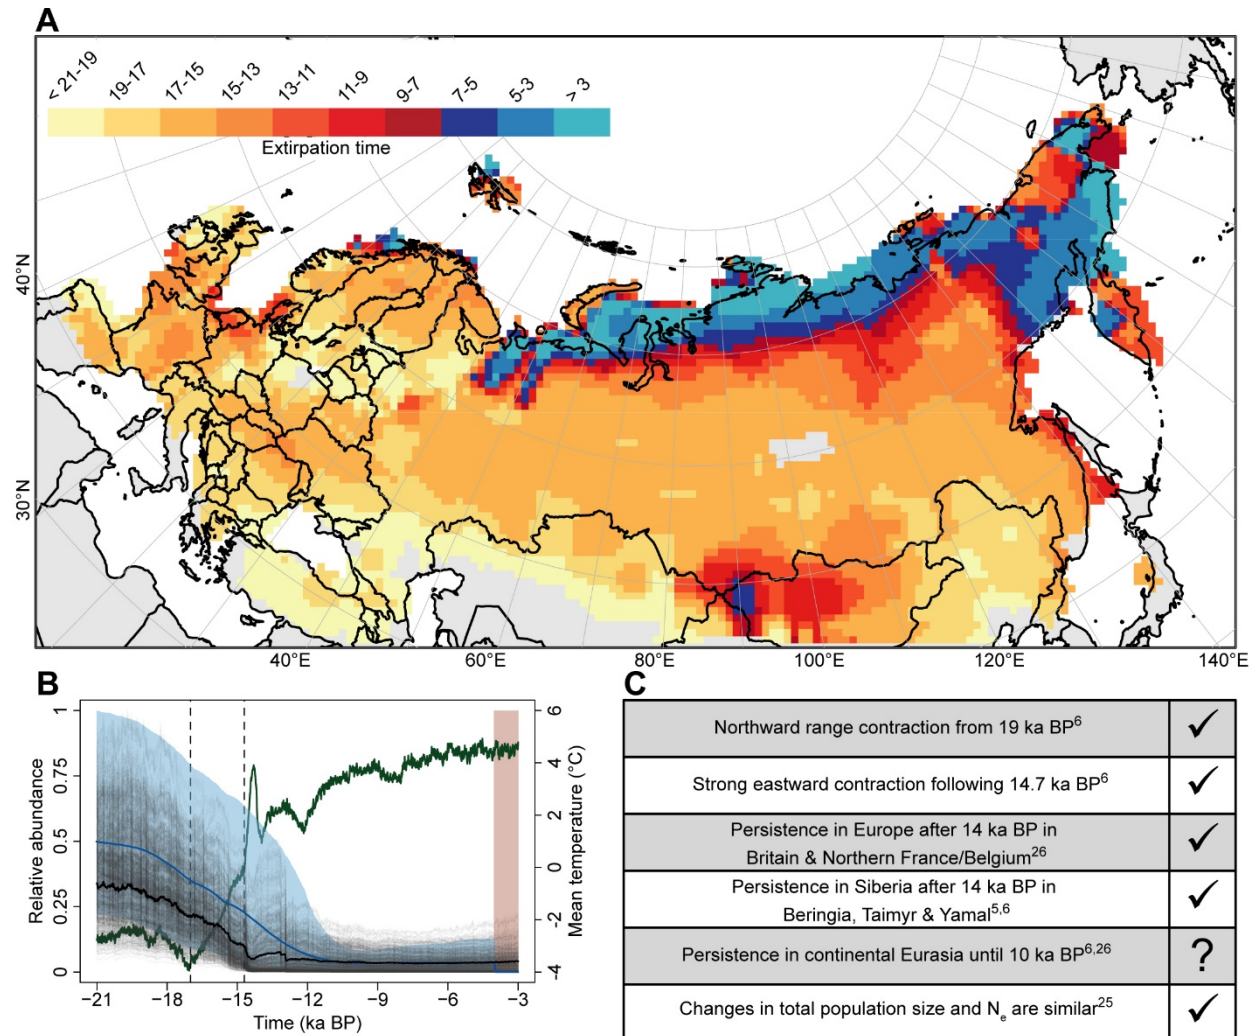 A
< 21-19
19-17
17-15
15-13
13-11
11-9
9-7
7-5
5-3
> 3
Extirpation time
40°N
30°N
40°E
60°E
80°E
100°E
120°E
140°E
B
Relative abundance
1
0.75
0.5
0.25
0
6
4
2
0
−2
−4
Mean temperature (°C)
−21
−18
−15
−12
−9
−6
−3
Time (ka BP)
C
Northward range contraction from 19 ka BP⁶ ✓
Strong eastward contraction following 14.7 ka BP⁶ ✓
Persistence in Europe after 14 ka BP in
Britain & Northern France/Belgium²⁶ ✓
Persistence in Siberia after 14 ka BP in
Beringia, Taimyr & Yamal⁵,⁶ ✓
Persistence in continental Eurasia until 10 ka BP⁶,²⁶ ?
Changes in total population size and Nₑ are similar²⁵ ✓